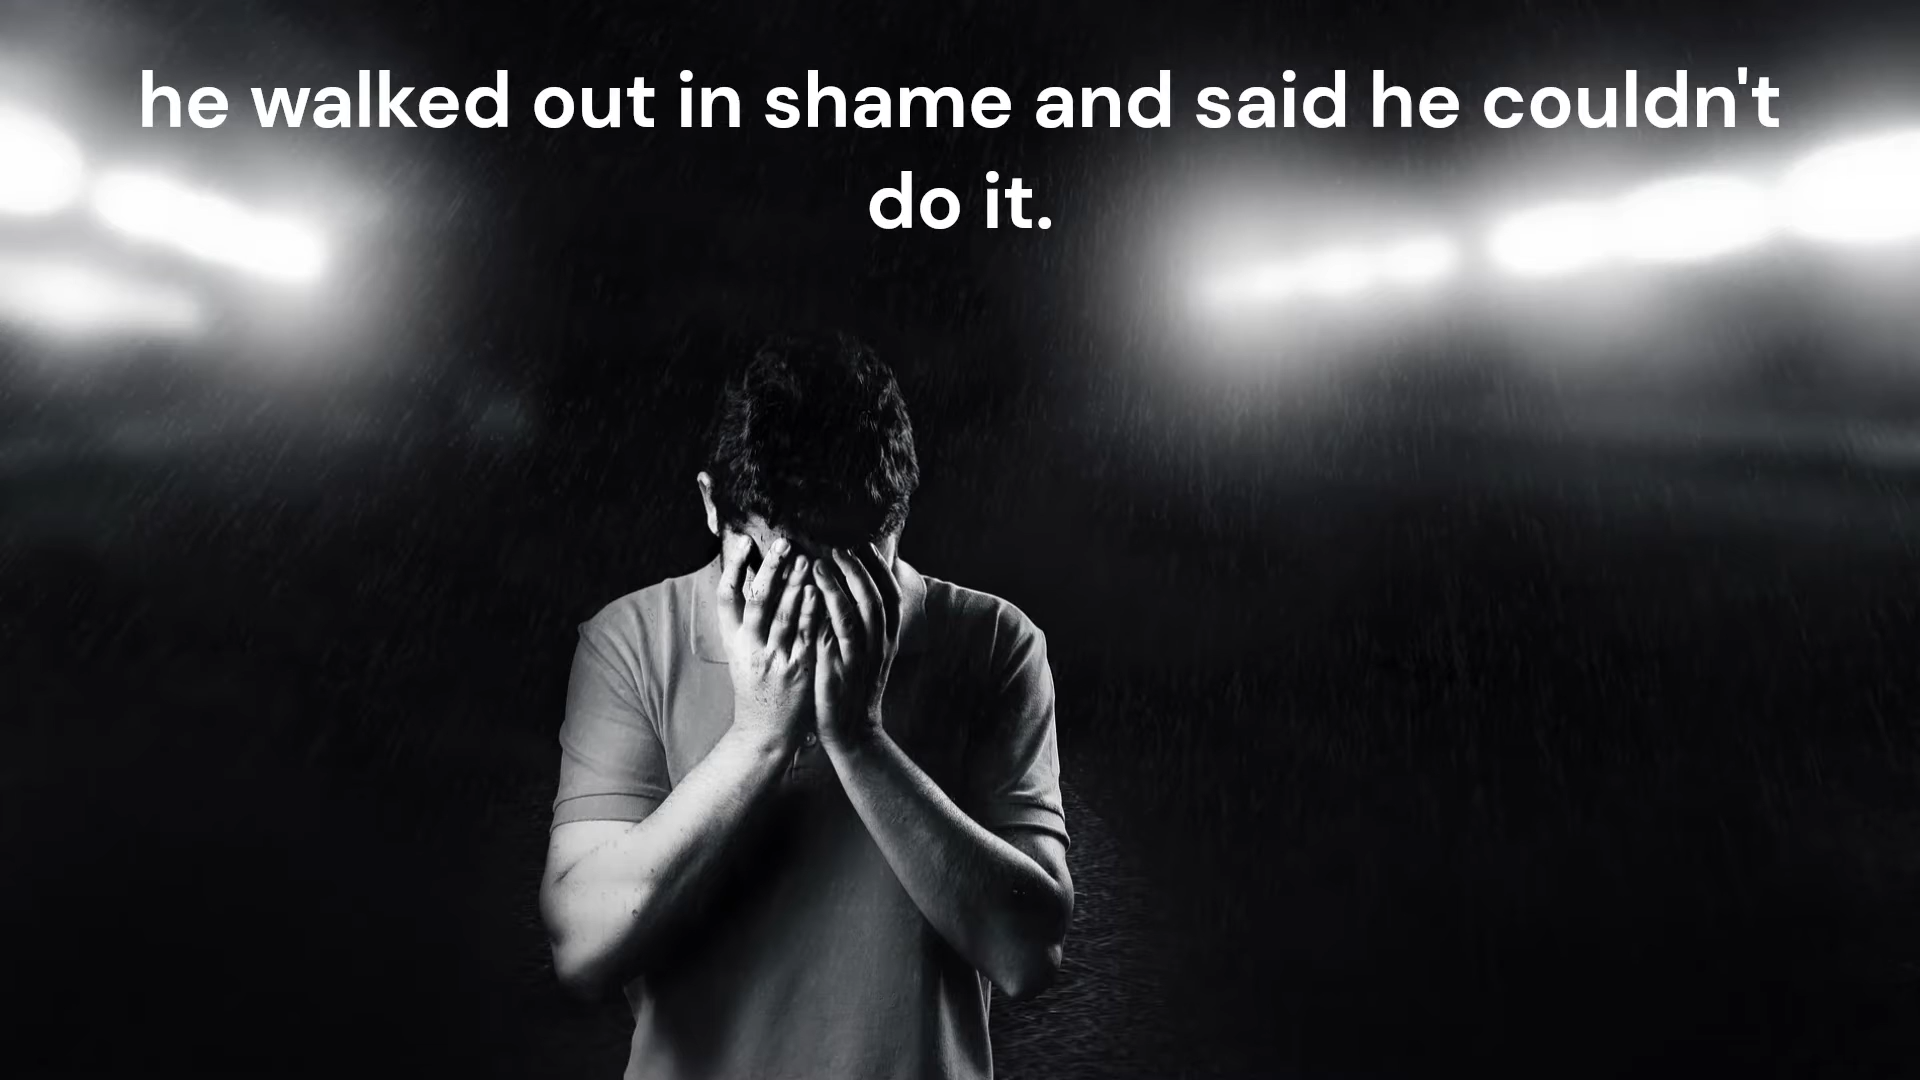 he walked out in shame and said he couldn't
do it.